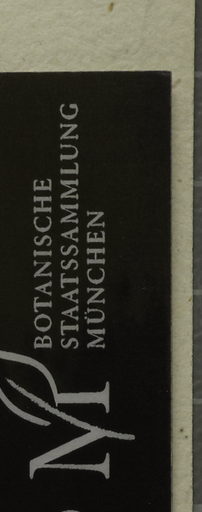 BOTANISCHE
STAATSSAMMLUNG
MÜNCHEN
M